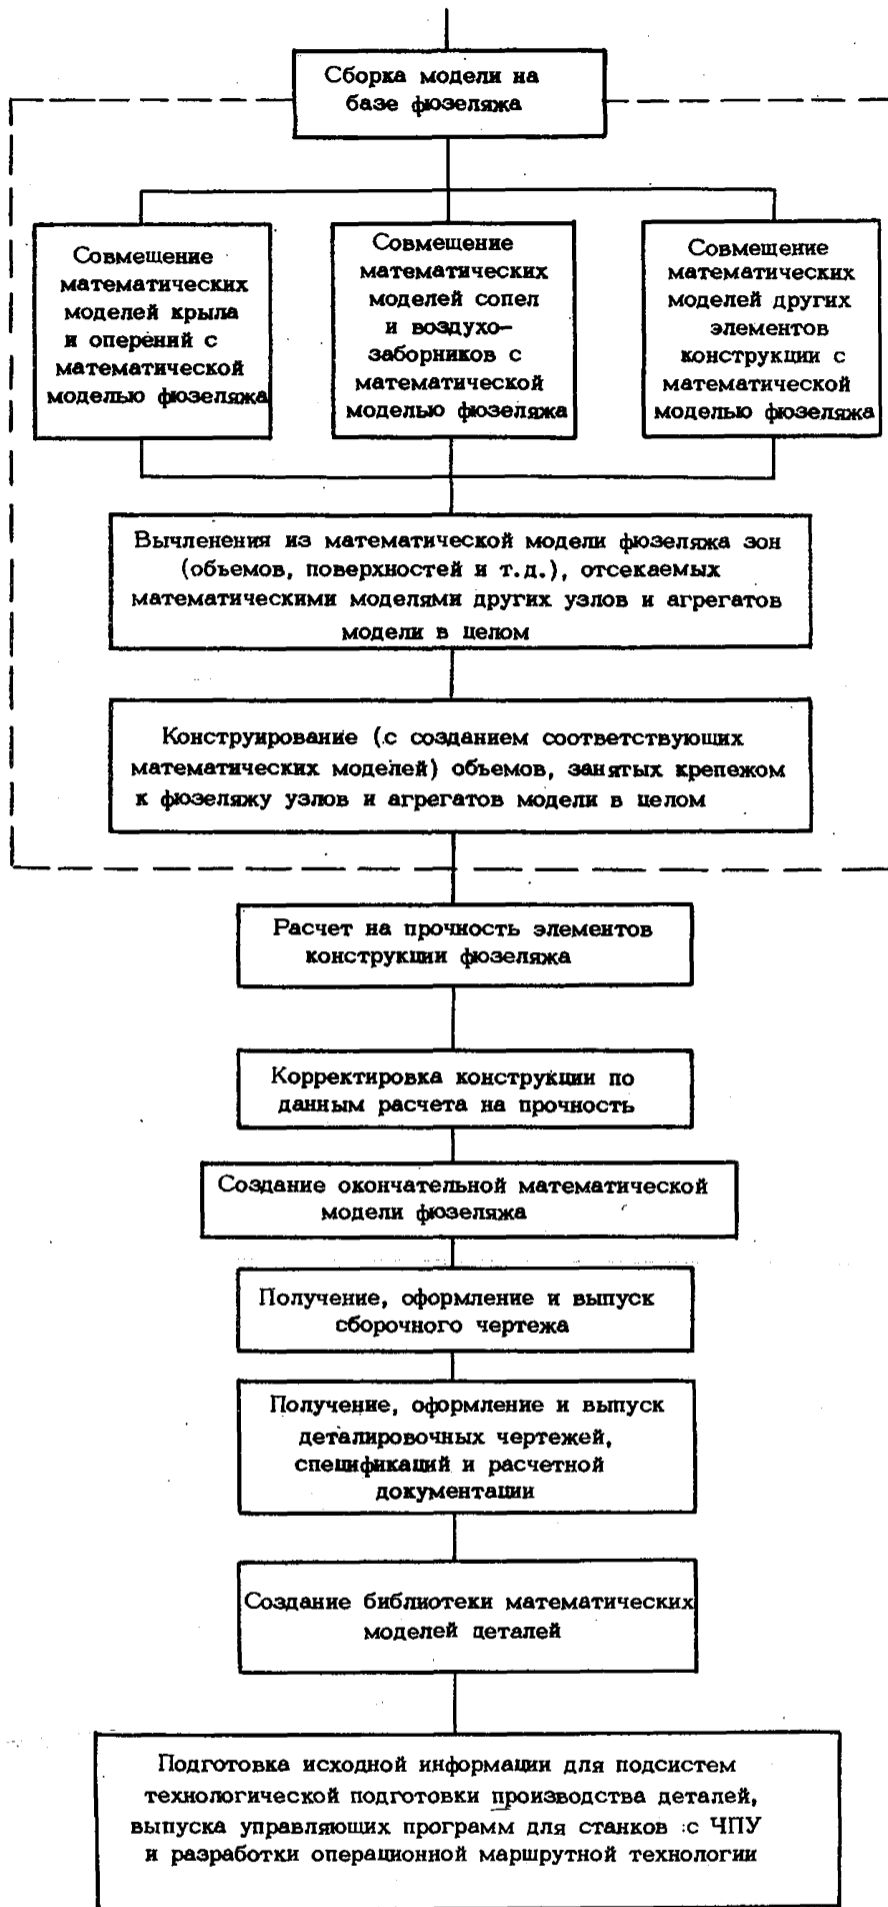 Сборка модели на
базе фюзеляжа
Совмещение
математических
моделей крыла
и оперений с
математической
моделью фюзеляжа
Совмещение
математических
моделей сопел
и воздухо-
заборников с
математической
моделью фюзеляжа
Совмещение
математических
моделей других
элементов
конструкции с
математической
моделью фюзеляжа
Вычленения из математической модели фюзеляжа зон
(объемов, поверхностей и т.д.), отсекаемых
математическими моделями других узлов и агрегатов
модели в целом
Конструирование (с созданием соответствующих
математических моделей) объемов, занятых крепежом
к фюзеляжу узлов и агрегатов модели в целом
Расчет на прочность элементов
конструкции фюзеляжа
Корректировка конструкции по
данным расчета на прочность
Создание окончательной математической
модели фюзеляжа
Получение, оформление и выпуск
сборочного чертежа
Получение, оформление и выпуск
деталировочных чертежей,
спецификаций и расчетной
документации
Создание библиотеки математических
моделей деталей
Подготовка исходной информации для подсистем
технологической подготовки производства деталей,
выпуска управляющих программ для станков с ЧПУ
и разработки операционной маршрутной технологии